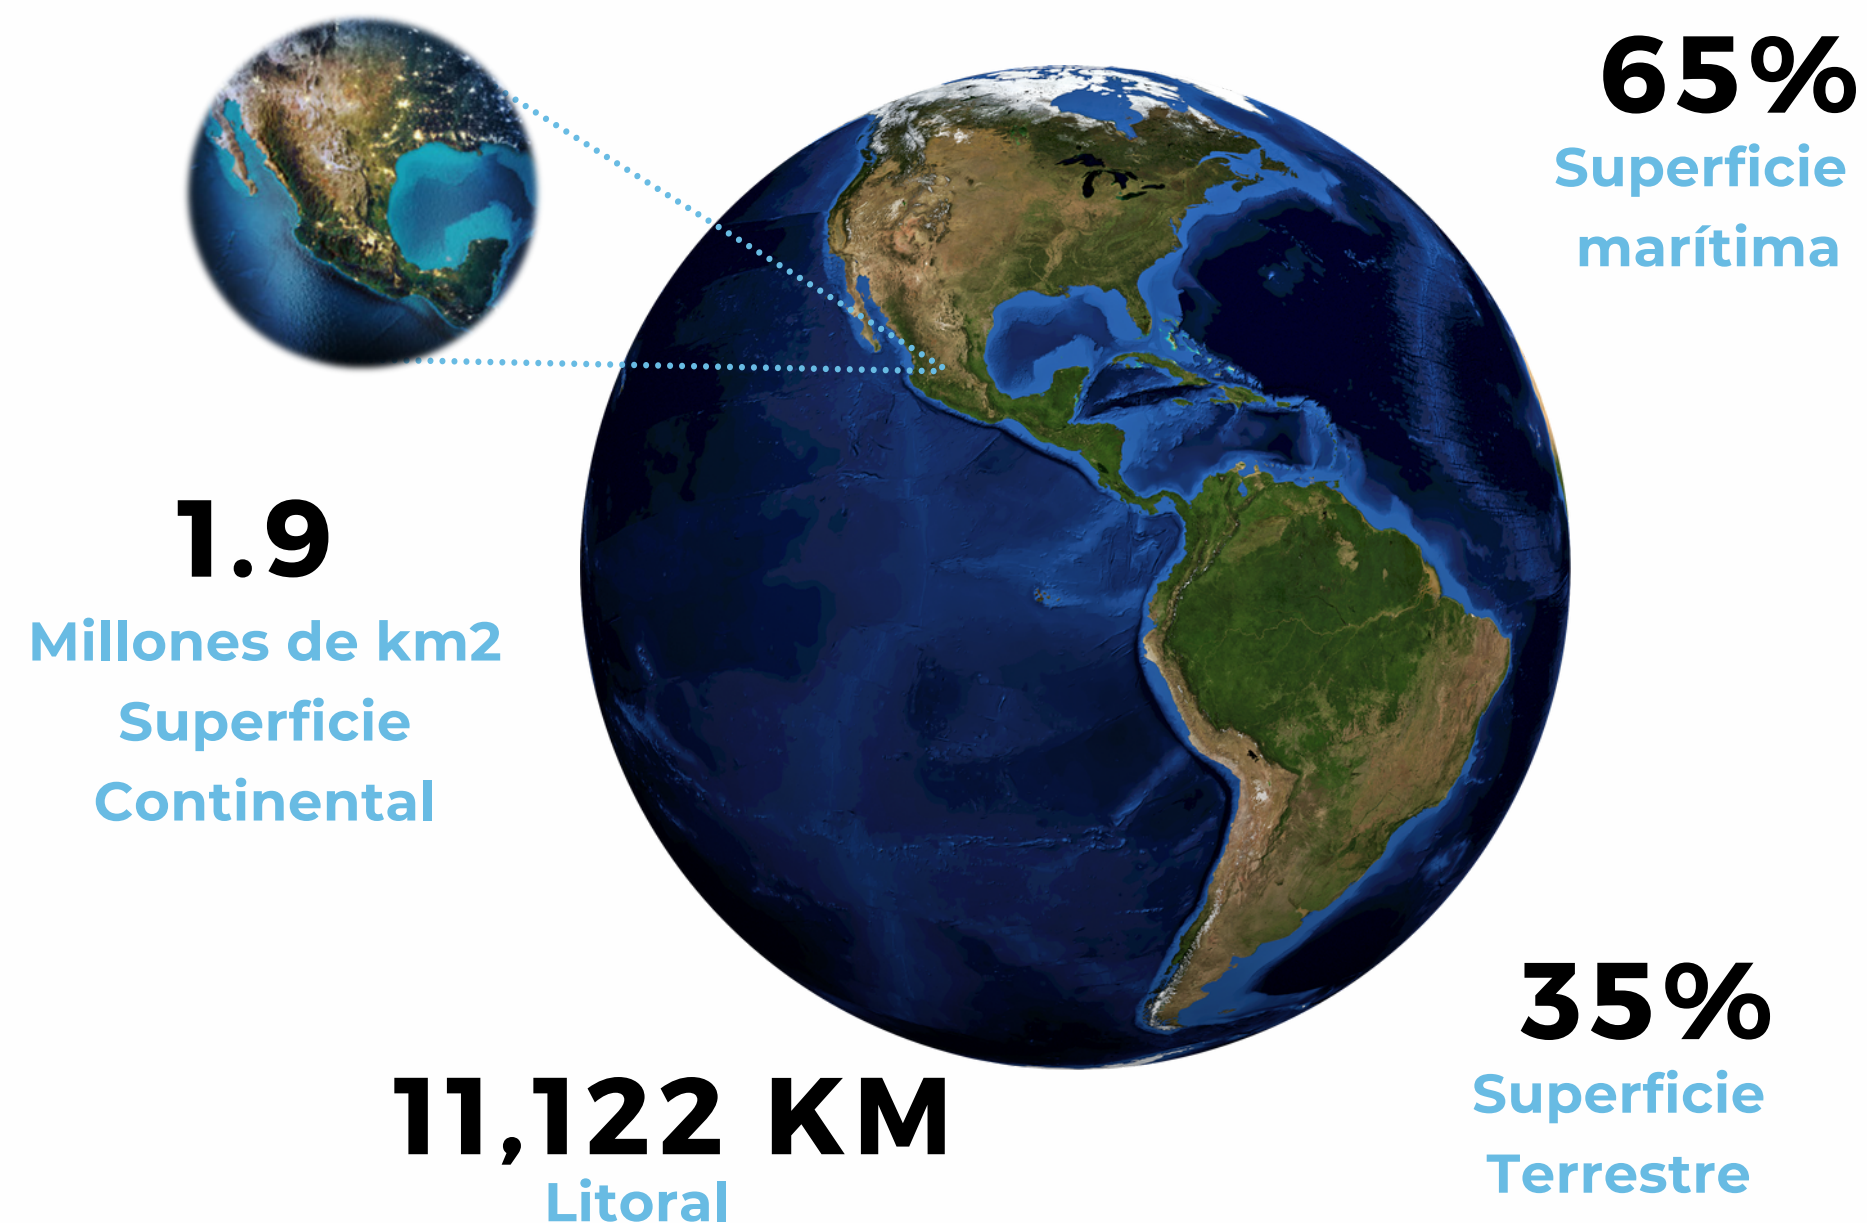 65%
Superficie
marítima
1.9
Millones de km2
Superficie
Continental
35%
Superficie
Terrestre
11,122 KM
Litoral